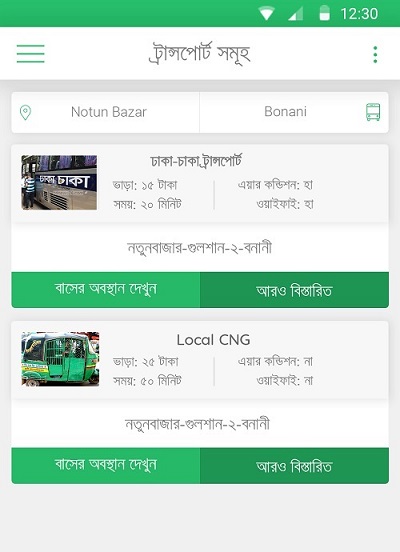 12:30
ট্রান্সপোর্ট সমূহ
Notun Bazar
Bonani
ঢাকা-চাকা ট্রান্সপোর্ট
ঢাকা চাকা
ভাড়া: ১৫ টাকা
এয়ার কন্ডিশন: হা
সময়: ২০ মিনিট
ওয়াইফাই: হা
নতুনবাজার-গুলশান-২-বনানী
বাসের অবস্থান দেখুন
আরও বিস্তারিত
Local CNG
ভাড়া: ২৫ টাকা
এয়ার কন্ডিশন: না
সময়: ৫০ মিনিট
ওয়াইফাই: না
নতুনবাজার-গুলশান-২-বনানী
বাসের অবস্থান দেখুন
আরও বিস্তারিত